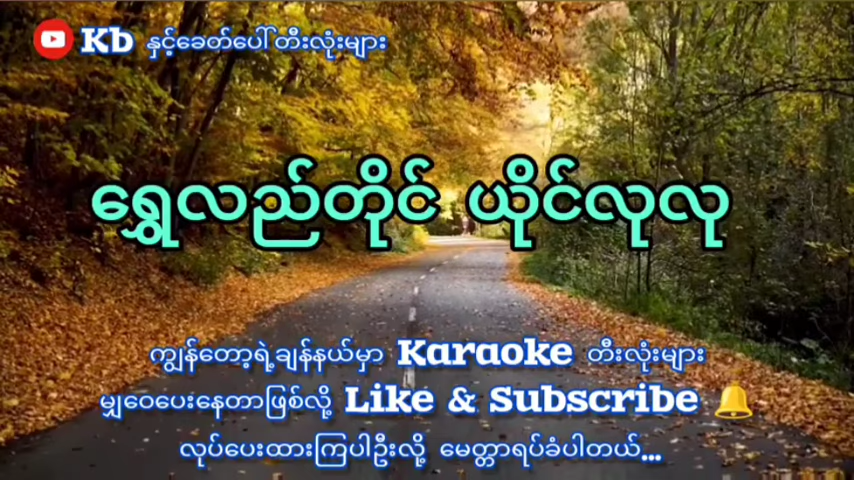 Kb နှင့်ခေတ်ပေါ်တီးလုံးများ
ရွှေလည်တိုင် ယိုင်လုလု
ကျွန်တော့ရဲ့ချန်နယ်မှာ Karaoke တီးလုံးများ
မျှဝေပေးနေတာဖြစ်လို့ Like & Subscribe
လုပ်ပေးထားကြပါဦးလို့ မေတ္တာရပ်ခံပါတယ်...